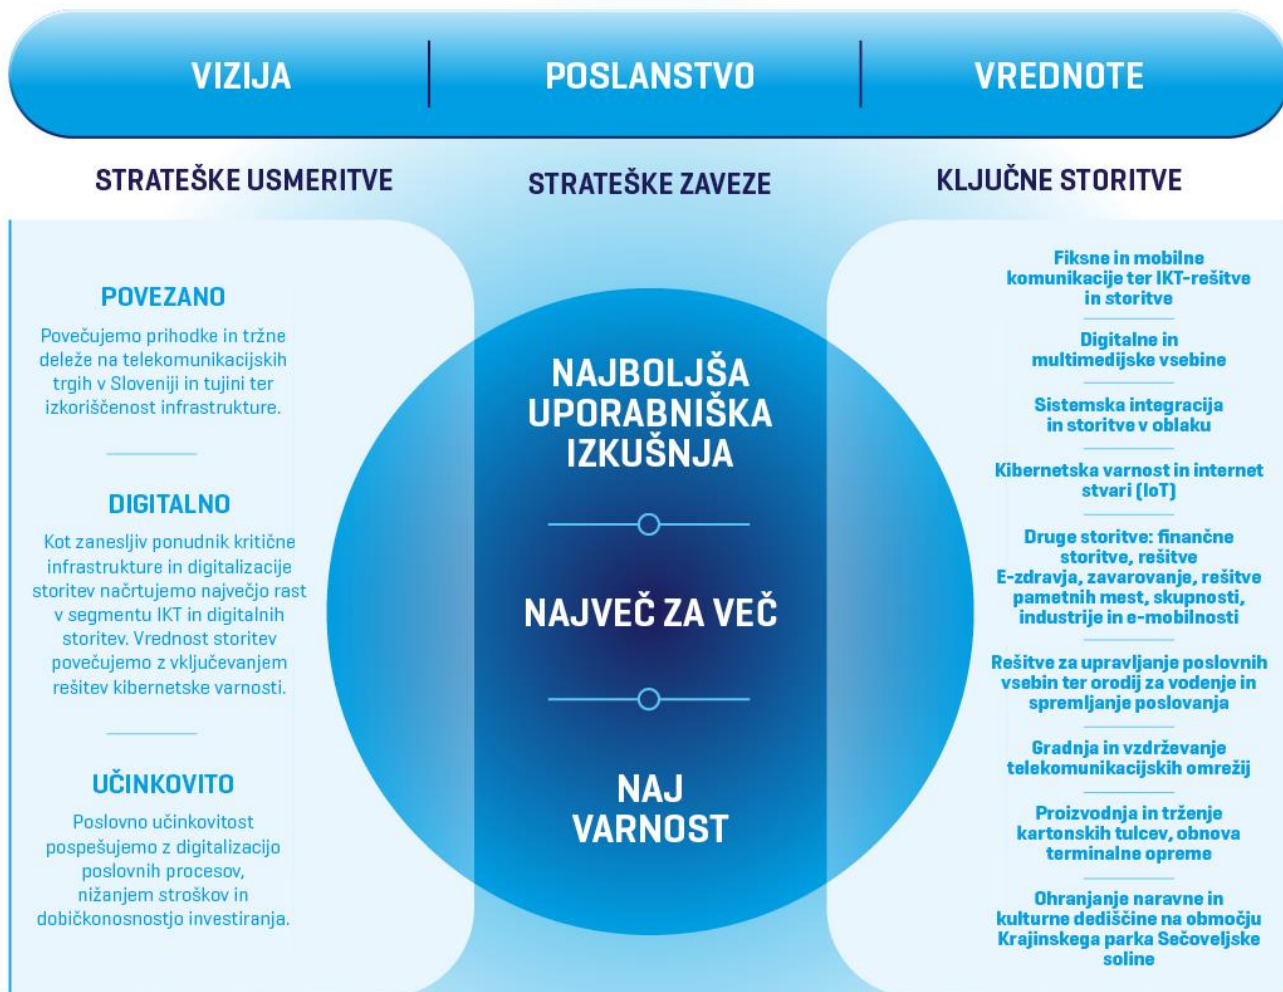 VIZIJA
POSLANSTVO
VREDNOTE
STRATEŠKE USMERITVE
STRATEŠKE ZAVEZE
KLJUČNE STORITVE
POVEZANO
Povečujemo prihodke in tržne
deleže na telekomunikacijskih
trgih v Sloveniji in tujini ter
izkoriščenost infrastrukture.
DIGITALNO
Kot zanesljiv ponudnik kritične
infrastrukture in digitalizacije
storitev načrtujemo največjo rast
v segmentu IKT in digitalnih
storitev. Vrednost storitev
povečujemo z vključevanjem
rešitev kibernetske varnosti.
UČINKOVITO
Poslovno učinkovitost
pospešujemo z digitalizacijo
poslovnih procesov,
nižanjem stroškov in
dobičkonosnostjo investiranja.
NAJBOLJŠA
UPORABNIŠKA
IZKUŠNJA
NAJVEČ ZA VEČ
NAJ
VARNOST
Fiksne in mobilne
komunikacije ter IKT-rešitve
in storitve
Digitalne in
multimedijske vsebine
Sistemska integracija
in storitve v oblaku
Kibernetska varnost in internet
stvari (IoT)
Druge storitve: finančne
storitve, rešitve
E-zdravja, zavarovanje, rešitve
pametnih mest, skupnosti,
industrije in e-mobilnosti
Rešitve za upravljanje poslovnih
vsebin ter orodij za vodenje in
spremljanje poslovanja
Gradnja in vzdrževanje
telekomunikacijskih omrežij
Proizvodnja in trženje
kartonskih tulcev, obnova
terminalne opreme
Ohranjanje naravne in
kulturne dediščine na območju
Krajinskega parka Sečoveljske
soline